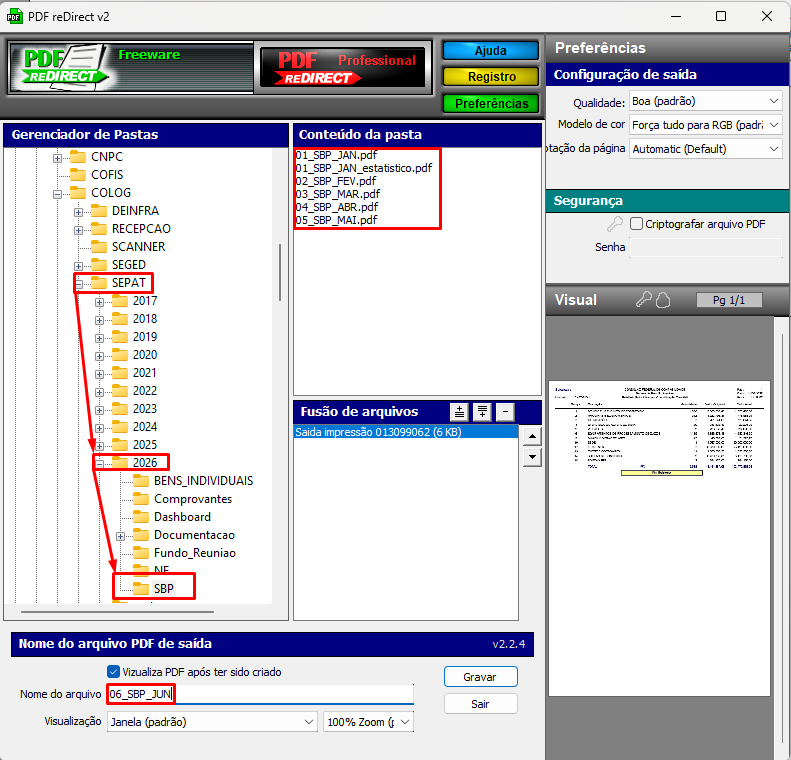 PDF reDirect v2
PDF
REDIRECT
Freeware
PDF Professional
REDIRECT
Ajuda
Registro
Preferências
Gerenciador de Pastas
CNPC
COFIS
COLOG
DEINFRA
RECEPCAO
SCANNER
SEGED
SEPAT
2017
2018
2019
2020
2021
2022
2023
2024
2025
2026
BENS_INDIVIDUAIS
Comprovantes
Dashboard
Documentacao
Fundo_Reuniao
NF
SBP
Conteúdo da pasta
01_SBP_JAN.pdf
01_SBP_JAN_estatistico.pdf
02_SBP_FEV.pdf
03_SBP_MAR.pdf
04_SBP_ABR.pdf
05_SBP_MAI.pdf
Fusão de arquivos
Saida impressão 013099062 (6 KB)
Nome do arquivo PDF de saída
v2.2.4
Vizualiza PDF após ter sido criado
Nome do arquivo 06_SBP_JUN
Visualização Janela (padrão) 100% Zoom (p
Gravar
Sair
Preferências
Configuração de saída
Qualidade: Boa (padrão)
Modelo de cor Força tudo para RGB (padrã
otação da página Automatic (Default)
Segurança
Criptografar arquivo PDF
Senha
Visual
Pg 1/1